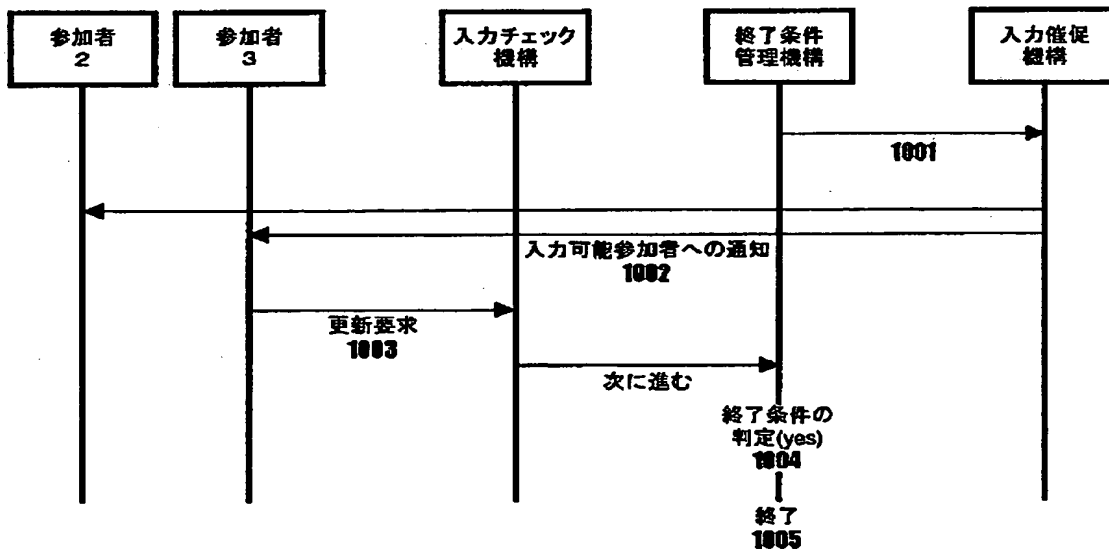 参加者
2
参加者
3
入力チェック
機構
終了条件
管理機構
入力催促
機構
1001
入力可能参加者への通知
1002
更新要求
1003
次に進む
終了条件の
判定(yes)
1004
終了
1005